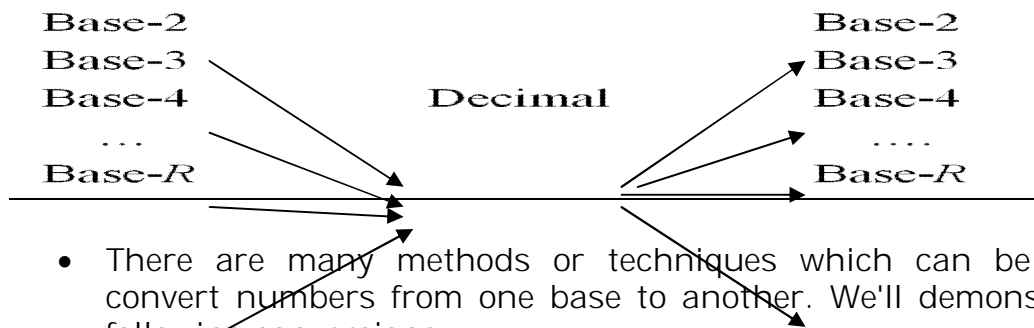 Base-2
Base-3
Base-4
...
Base-R
Decimal
Base-2
Base-3
Base-4
....
Base-R
• There are many methods or techniques which can be
convert numbers from one base to another. We'll demons